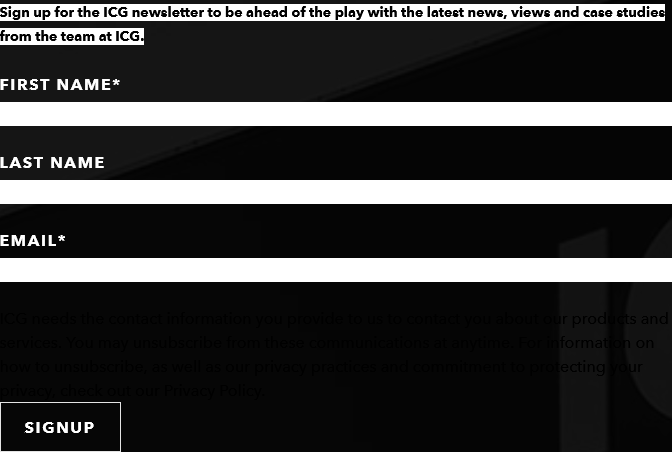 Sign up for the ICG newsletter to be ahead of the play with the latest news, views and case studies
from the team at ICG.
FIRST NAME*
LAST NAME
EMAIL*
ICG needs the contact information you provide to us to contact you about our products and
services. You may unsubscribe from these communications at anytime. For information on
how to unsubscribe, as well as our privacy practices and commitment to protecting your
privacy, check out our Privacy Policy.
SIGNUP